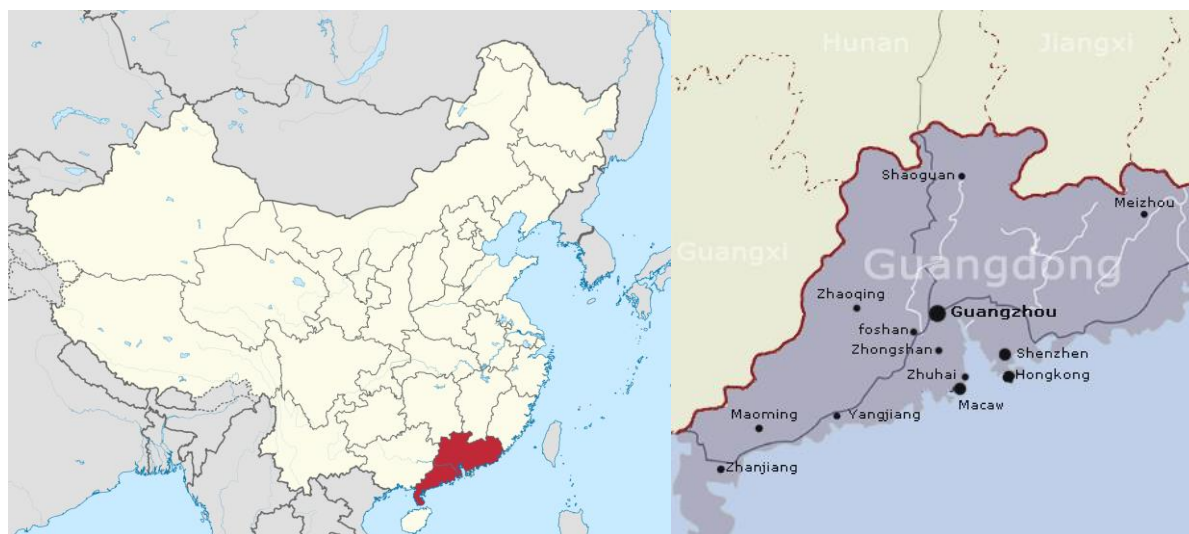 Hunan
Jiangxi
Shaoguan
Meizhou
Guangxi
Guangdong
Zhaoqing
Guangzhou
foshan
Zhongshan
Shenzhen
Zhuhai
Hongkong
Macaw
Maoming
Yangjiang
Zhanjiang